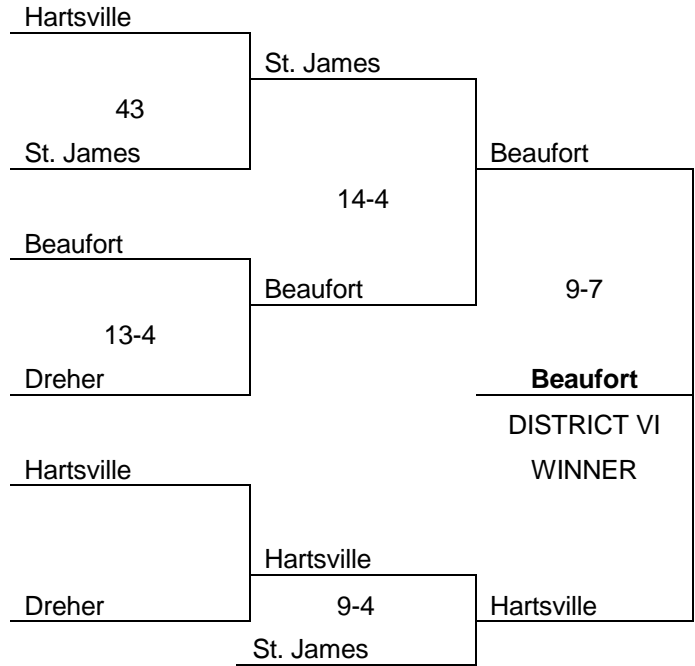 Hartsville
St. James
43
St. James
Beaufort
14-4
Beaufort
Beaufort
9-7
13-4
Dreher
Beaufort
DISTRICT VI
Hartsville
WINNER
Hartsville
Dreher
9-4
Hartsville
St. James